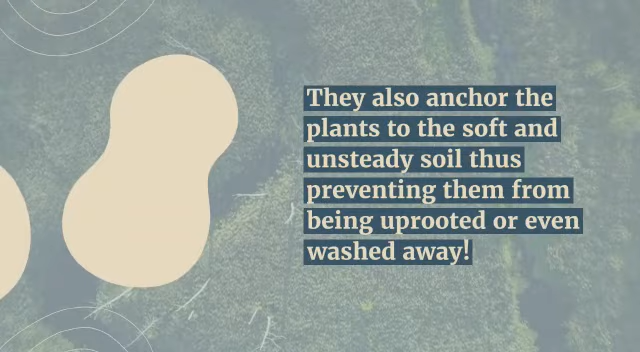 They also anchor the
plants to the soft and
unsteady soil thus
preventing them from
being uprooted or even
washed away!